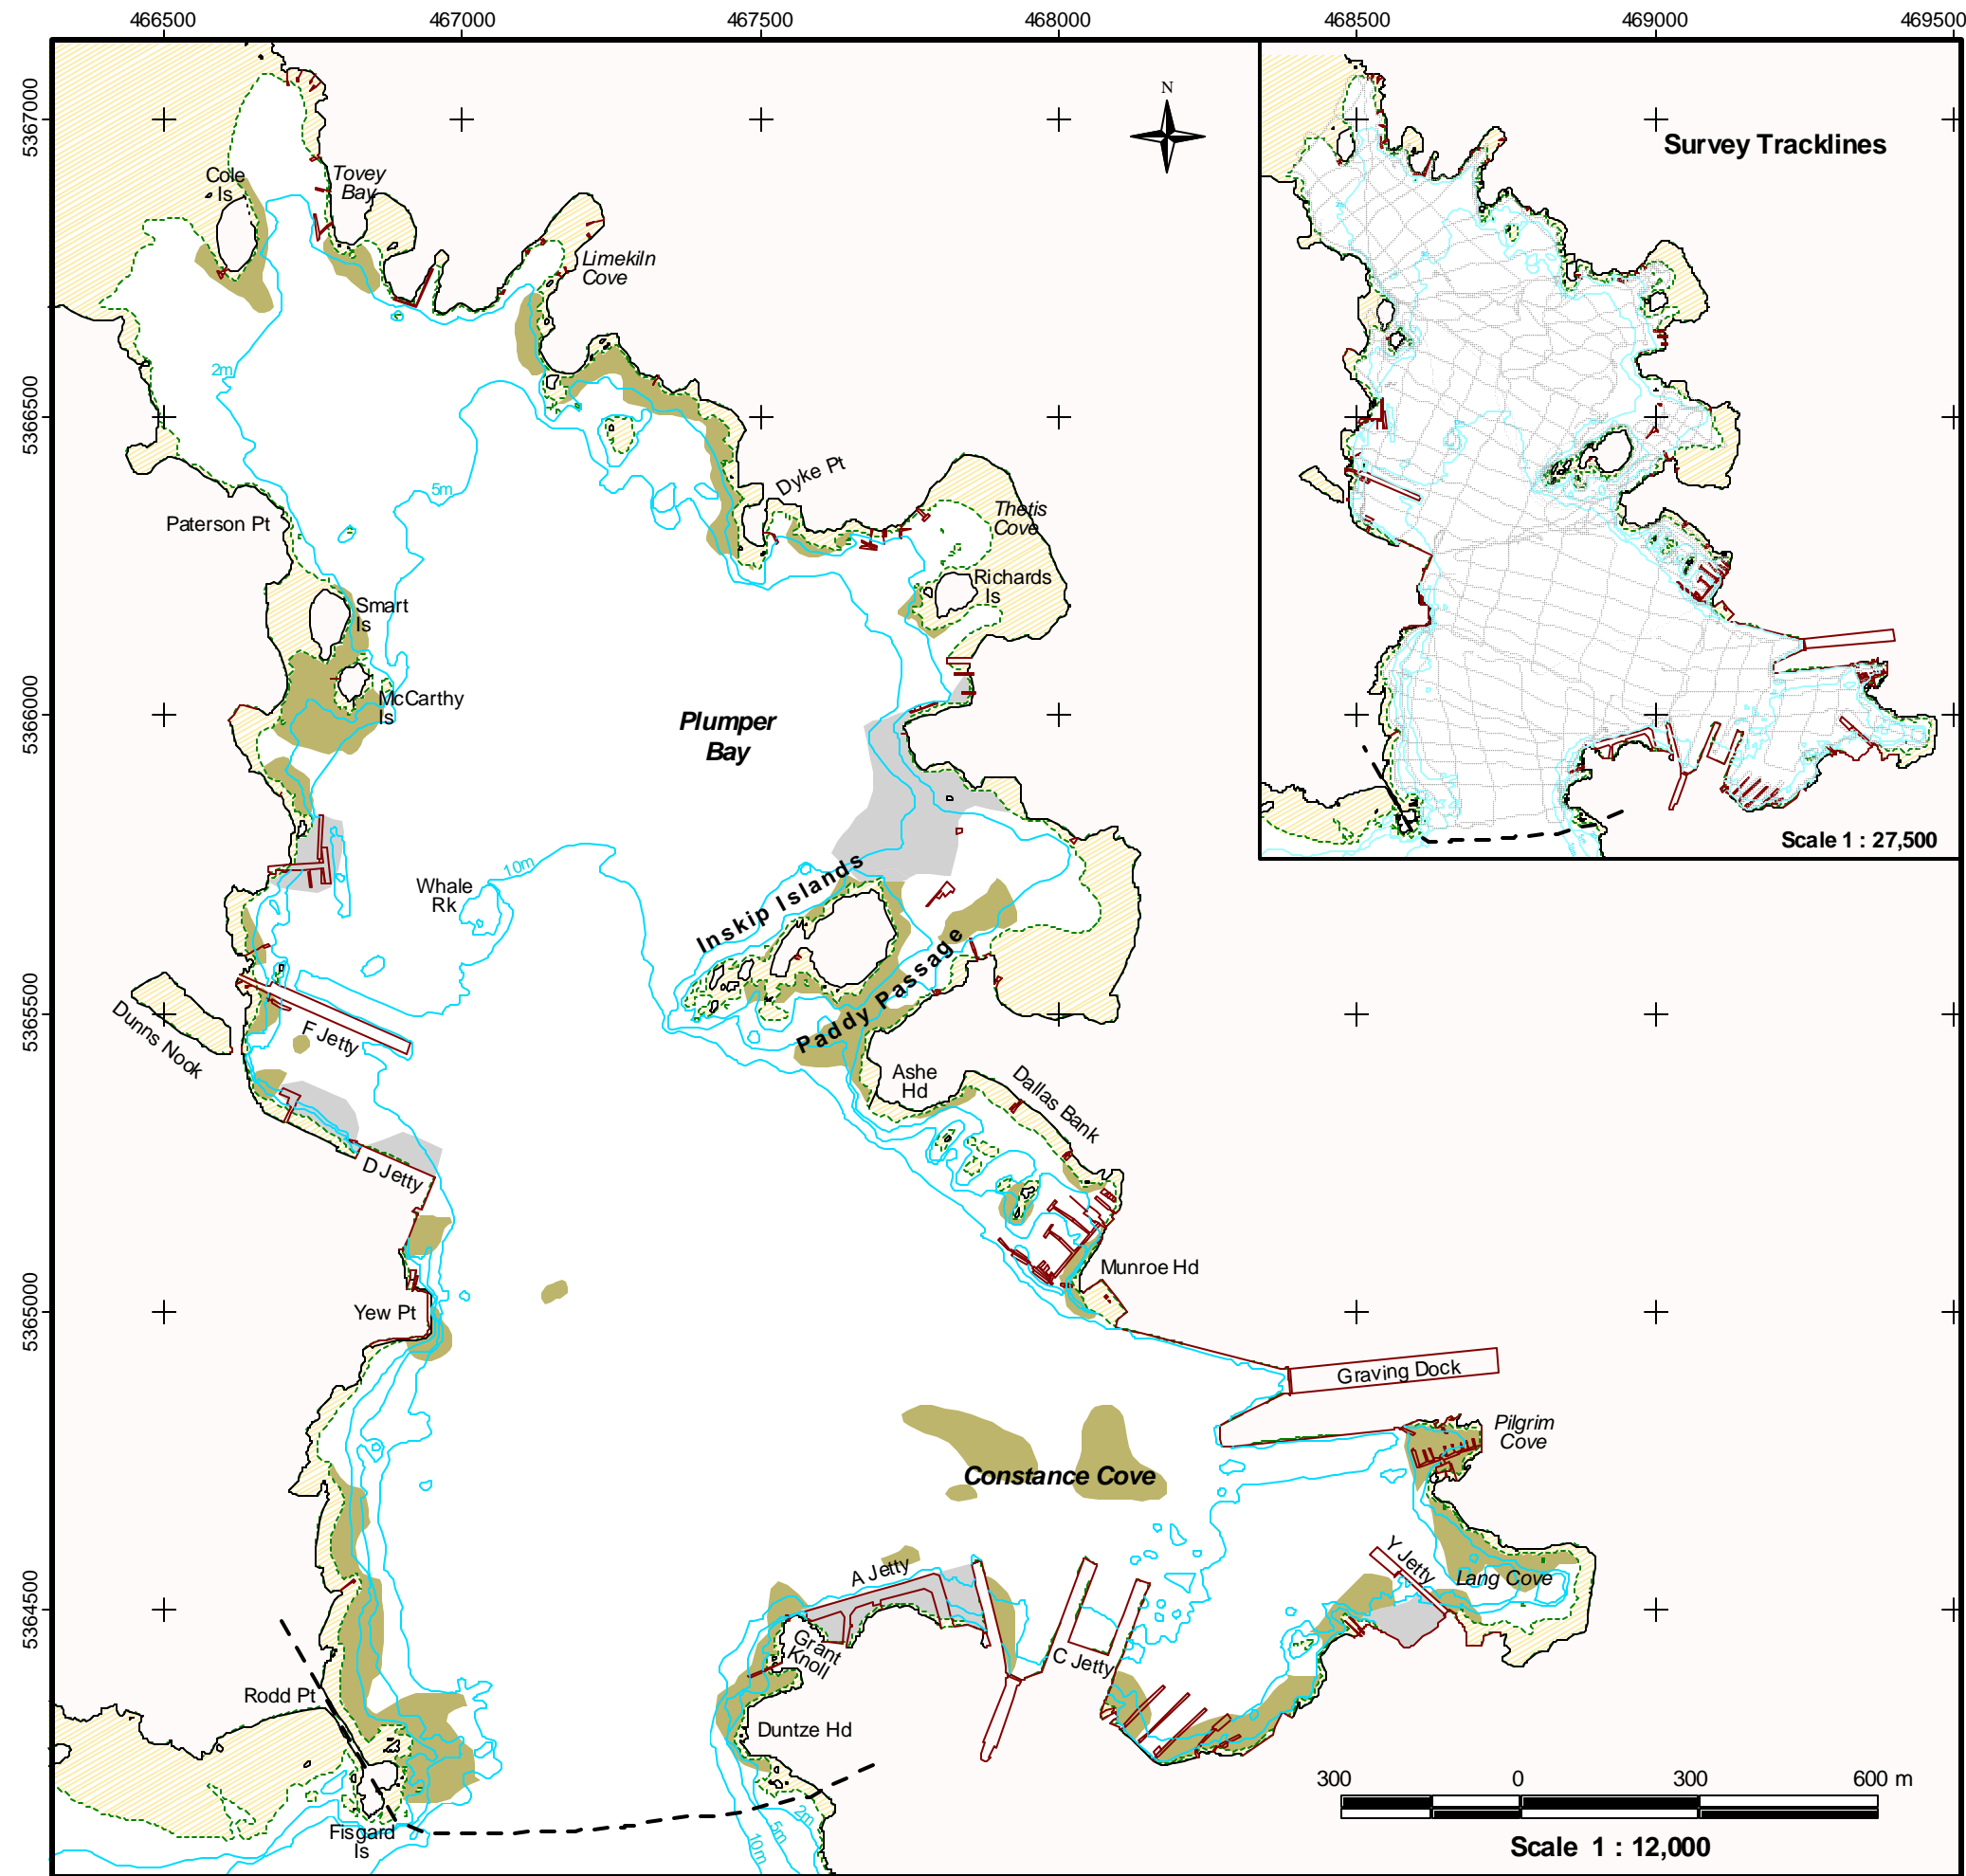 466500 467000 467500 468000 468500 469000 469500
5367000
5366500
5366000
5365500
5365000
5364500
N
Survey Tracklines
Scale 1 : 27,500
Cole
Is
Tovey
Bay
Limekiln
Cove
2m
5m
Paterson Pt
Dyke Pt
Thetis
Cove
Richards
Is
Smart
Is
McCarthy
Is
Plumper
Bay
10m
Whale
Rk
Inskip Islands
Paddy Passage
Dunns Nook
F Jetty
Ashe
Hd
Dallas Bank
D Jetty
Munroe Hd
Yew Pt
Graving Dock
Pilgrim
Cove
Constance Cove
A Jetty
Y Jetty
Lang Cove
Grant
Knoll
C Jetty
Rodd Pt
Duntze Hd
Fisgard
Is
2m
5m
10m
300 0 300 600 m
Scale 1 : 12,000